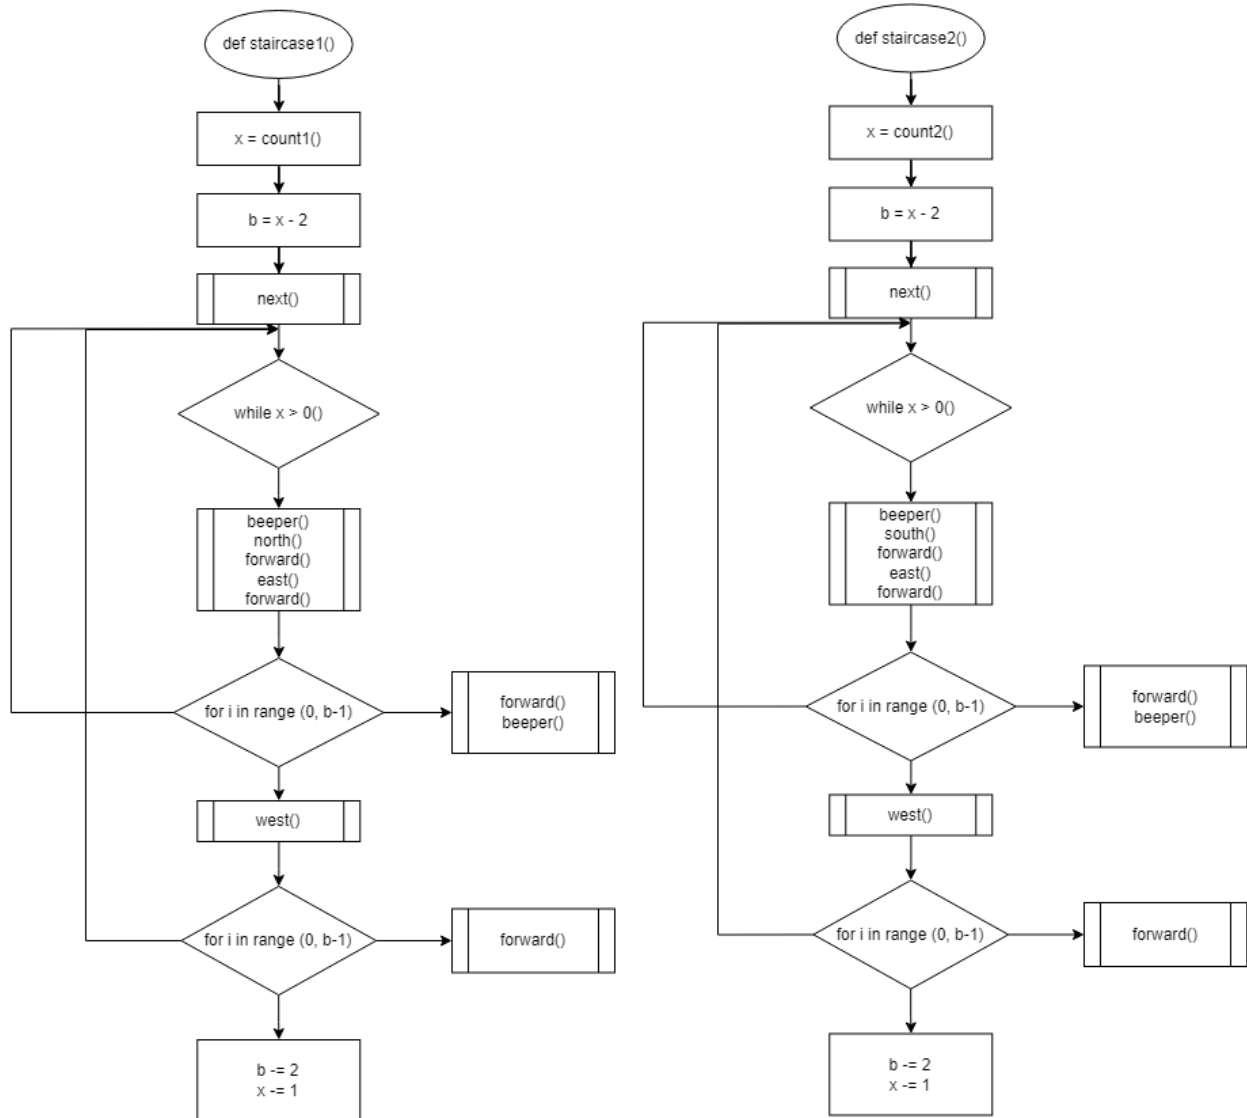 def staircase1()
x = count1()
b = x - 2
next()
while x > 0()
beeper()
north()
forward()
east()
forward()
for i in range (0, b-1)
forward()
beeper()
west()
for i in range (0, b-1)
forward()
b -= 2
x -= 1
def staircase2()
x = count2()
b = x - 2
next()
while x > 0()
beeper()
south()
forward()
east()
forward()
for i in range (0, b-1)
forward()
beeper()
west()
for i in range (0, b-1)
forward()
b -= 2
x -= 1